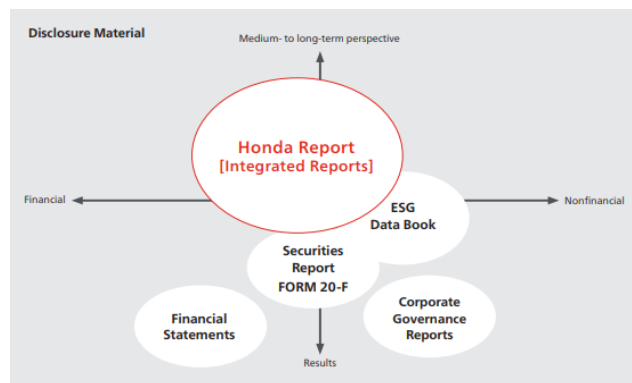 Disclosure Material
Medium- to long-term perspective
Honda Report
[Integrated Reports]
Financial
Nonfinancial
ESG
Data Book
Securities
Report
FORM 20-F
Financial
Statements
Corporate
Governance
Reports
Results